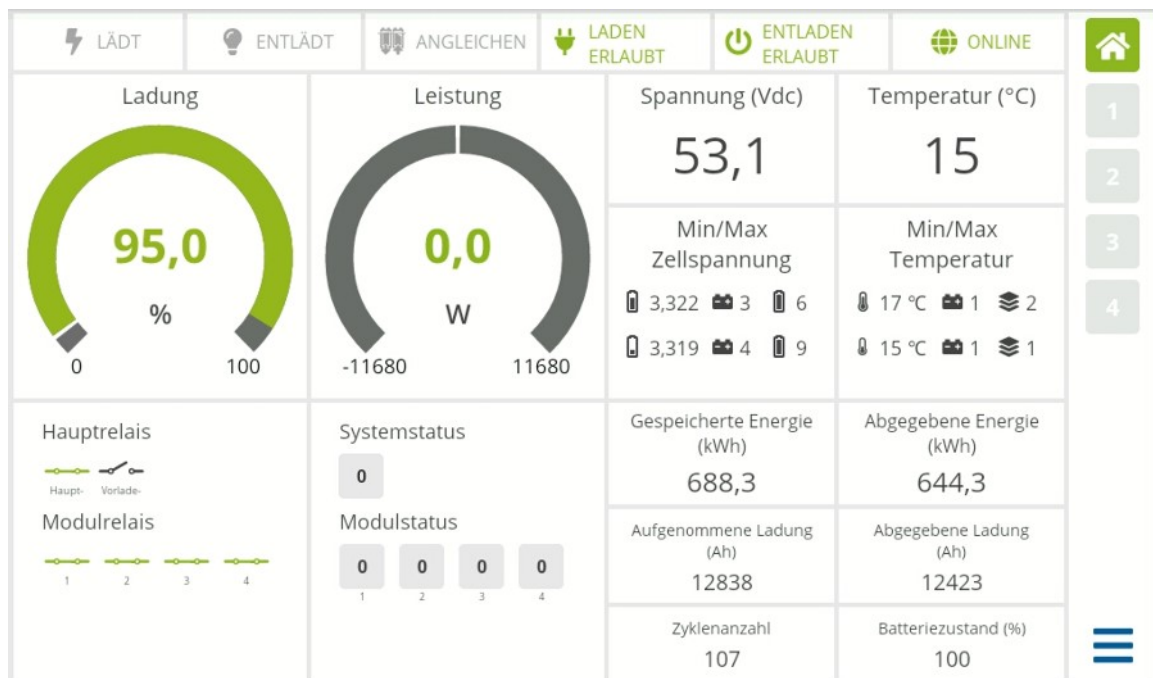 LÄDT
ENTLÄDT
ANGLEICHEN
LADEN
ERLAUBT
ENTLADEN
ERLAUBT
ONLINE
Ladung
95,0
%
0
100
Leistung
0,0
W
-11680
11680
Spannung (Vdc)
53,1
Temperatur (°C)
15
Min/Max
Zellspannung
3,322 3 6
3,319 4 9
Min/Max
Temperatur
17 °C 1 2
15 °C 1 1
1
2
3
4
Hauptrelais
Haupt- Vorlade-
Modulrelais
1 2 3 4
Systemstatus
0
Modulstatus
0 0 0 0
1 2 3 4
Gespeicherte Energie
(kWh)
688,3
Abgegebene Energie
(kWh)
644,3
Aufgenommene Ladung
(Ah)
12838
Abgegebene Ladung
(Ah)
12423
Zyklenanzahl
107
Batteriezustand (%)
100